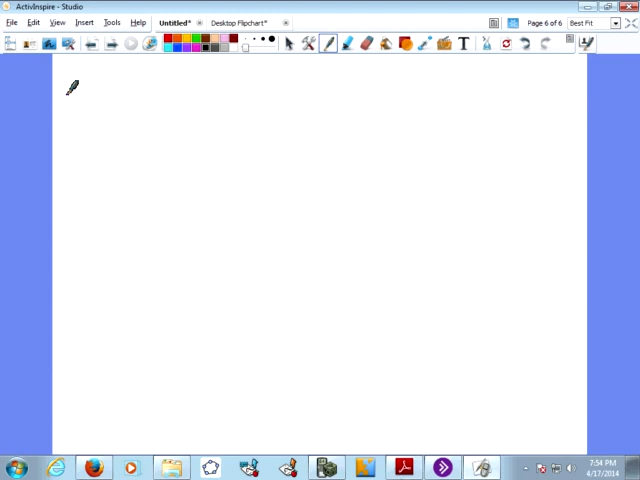 ActivInspire - Studio
File Edit View Insert Tools Help Untitled* Desktop Flipchart* Page 6 of 6 Best Fit
T
7:54 PM
4/17/2014